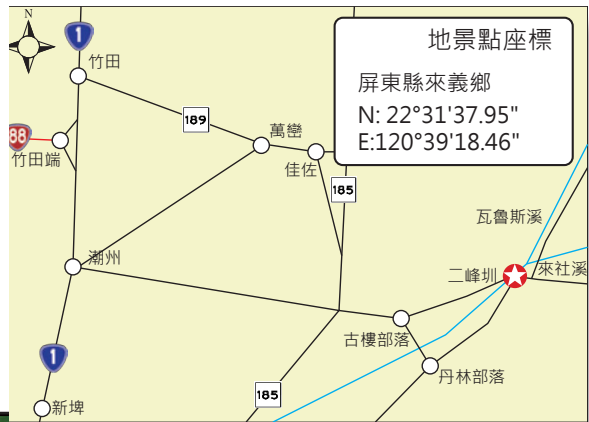 N
1
竹田
地景點座標
屏東縣來義鄉
N: 22°31'37.95"
E:120°39'18.46"
189
88
竹田端
萬巒
佳佐
185
瓦魯斯溪
潮州
二峰圳
來社溪
古樓部落
1
丹林部落
185
新埤